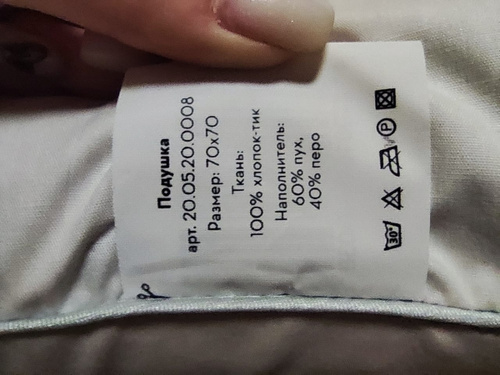 Подушка
арт. 20.05.20.0008
Размер: 70х70
Ткань:
100% хлопок-тик
Наполнитель:
60% пух,
40% перо
30°
P